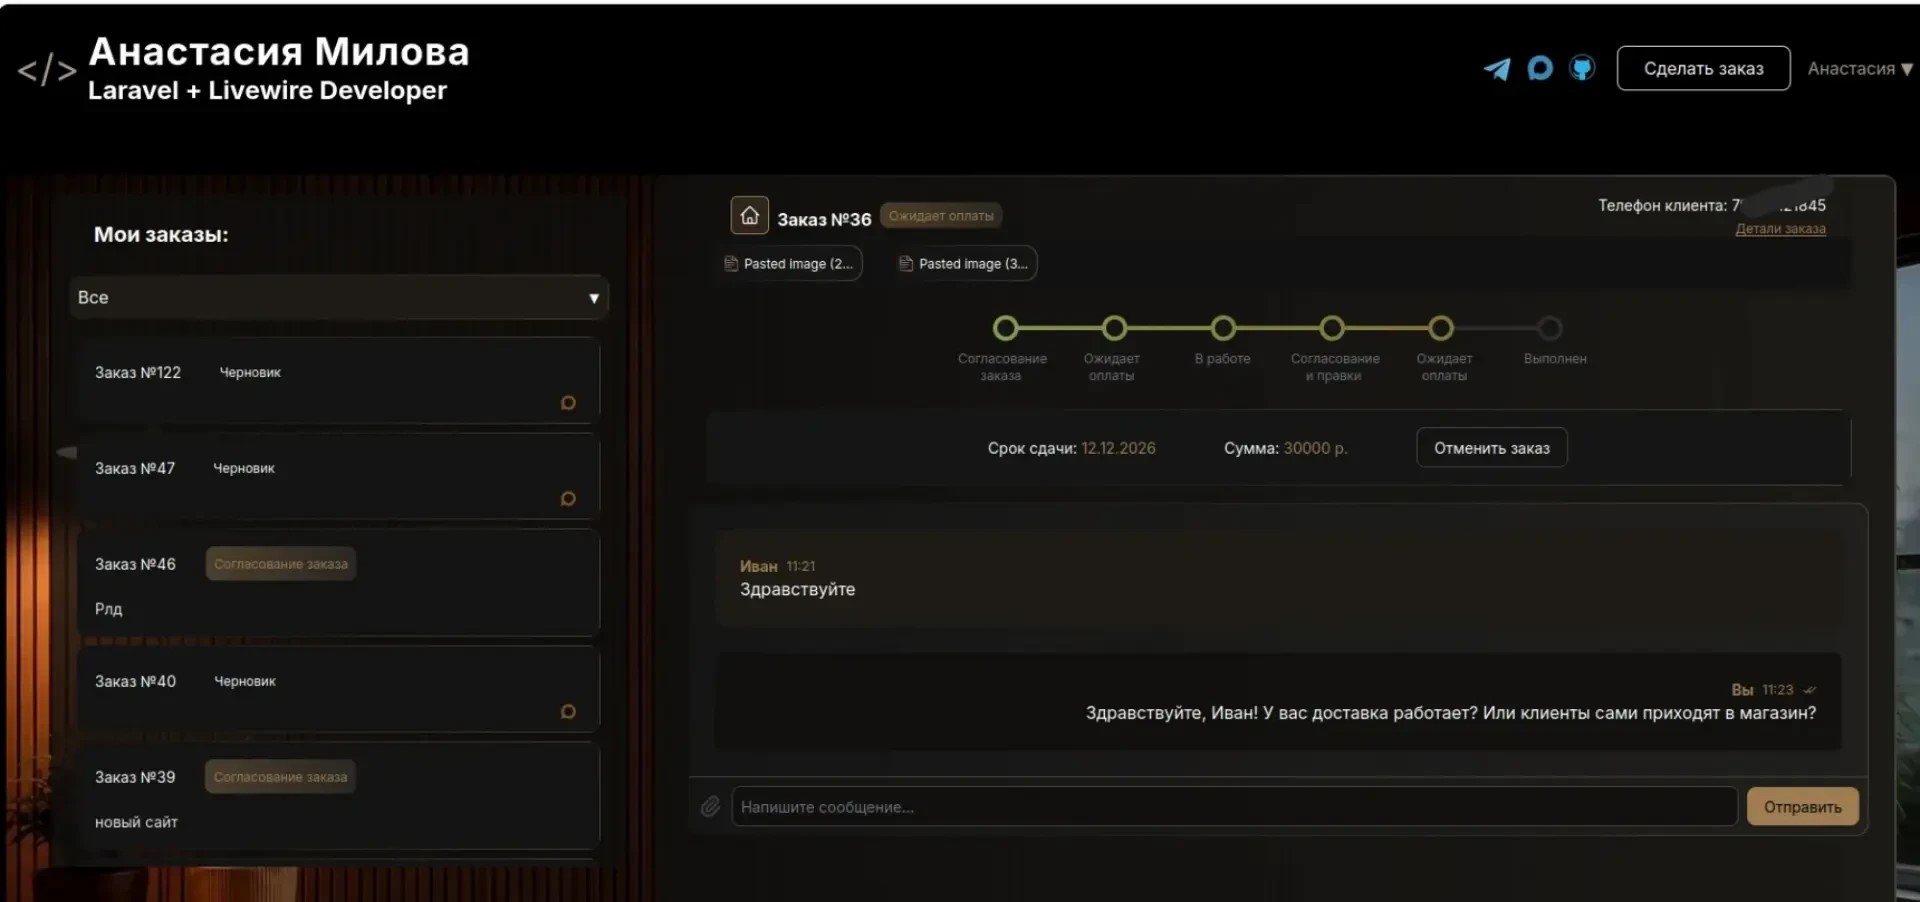 </>
Анастасия Милова
Laravel + Livewire Developer
Сделать заказ
Анастасия ▼
Мои заказы:
Все ▼
Заказ №122 Черновик
Заказ №47 Черновик
Заказ №46 Согласование заказа
Рлд
Заказ №40 Черновик
Заказ №39 Согласование заказа
новый сайт
Заказ №36 Ожидает оплаты
Телефон клиента:
Детали заказа
Pasted image (2... Pasted image (3...
Согласование заказа
Ожидает оплаты
В работе
Согласование и правки
Ожидает оплаты
Выполнен
Срок сдачи: 12.12.2026 Сумма: 30000 р. Отменить заказ
Иван 11:21
Здравствуйте
Вы 11:23
Здравствуйте, Иван! У вас доставка работает? Или клиенты сами приходят в магазин?
Напишите сообщение... Отправить